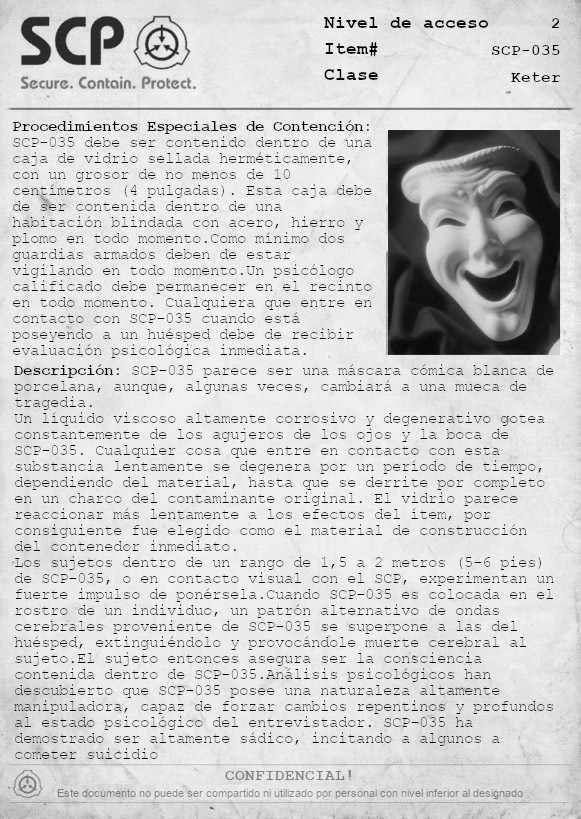 SCP
Secure. Contain. Protect.
Nivel de acceso 2
Item# SCP-035
Clase Keter
Procedimientos Especiales de Contención:
SCP-035 debe ser contenido dentro de una
caja de vidrio sellada herméticamente,
con un grosor de no menos de 10
centímetros (4 pulgadas). Esta caja debe
de ser contenida dentro de una
habitación blindada con acero, hierro y
plomo en todo momento.Como mínimo dos
guardias armados deben de estar
vigilando en todo momento.Un psicólogo
calificado debe permanecer en el recinto
en todo momento. Cualquiera que entre en
contacto con SCP-035 cuando está
poseyendo a un huésped debe de recibir
evaluación psicológica inmediata.
Descripción: SCP-035 parece ser una máscara cómica blanca de
porcelana, aunque, algunas veces, cambiará a una mueca de
tragedia.
Un líquido viscoso altamente corrosivo y degenerativo gotea
constantemente de los agujeros de los ojos y la boca de
SCP-035. Cualquier cosa que entre en contacto con esta
substancia lentamente se degenera por un período de tiempo,
dependiendo del material, hasta que se derrite por completo
en un charco del contaminante original. El vidrio parece
reaccionar más lentamente a los efectos del ítem, por
consiguiente fue elegido como el material de construcción
del contenedor inmediato.
Los sujetos dentro de un rango de 1,5 a 2 metros (5-6 pies)
de SCP-035, o en contacto visual con el SCP, experimentan un
fuerte impulso de ponérsela.Cuando SCP-035 es colocada en el
rostro de un individuo, un patrón alternativo de ondas
cerebrales proveniente de SCP-035 se superpone a las del
huésped, extinguiéndolo y provocándole muerte cerebral al
sujeto.El sujeto entonces asegura ser la consciencia
contenida dentro de SCP-035.Análisis psicológicos han
descubierto que SCP-035 posee una naturaleza altamente
manipuladora, capaz de forzar cambios repentinos y profundos
al estado psicológico del entrevistador. SCP-035 ha
demostrado ser altamente sádico, incitando a algunos a
cometer suicidio
CONFIDENCIAL!
Este documento no puede ser compartido ni utilizado por personal con nivel inferior al designado